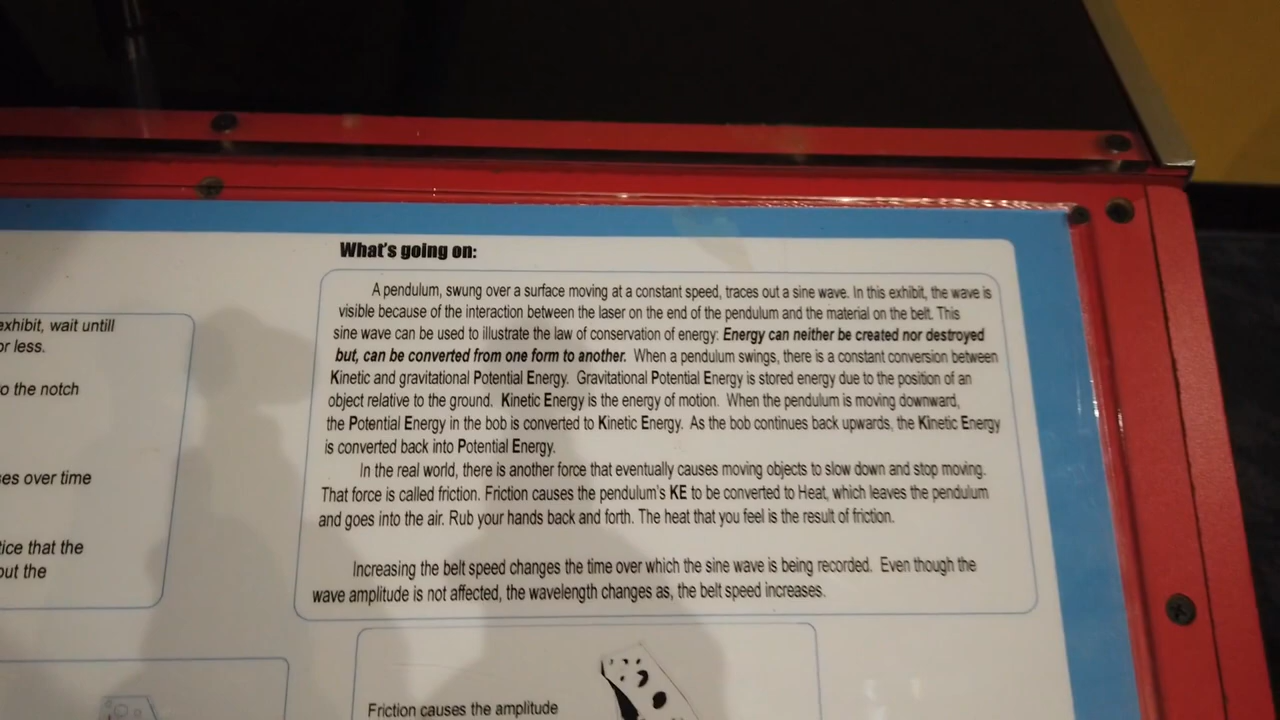 What's going on:
A pendulum, swung over a surface moving at a constant speed, traces out a sine wave. In this exhibit, the wave is
visible because of the interaction between the laser on the end of the pendulum and the material on the belt. This
sine wave can be used to illustrate the law of conservation of energy: Energy can neither be created nor destroyed
but, can be converted from one form to another. When a pendulum swings, there is a constant conversion between
Kinetic and gravitational Potential Energy. Gravitational Potential Energy is stored energy due to the position of an
object relative to the ground. Kinetic Energy is the energy of motion. When the pendulum is moving downward,
the Potential Energy in the bob is converted to Kinetic Energy. As the bob continues back upwards, the Kinetic Energy
is converted back into Potential Energy.
In the real world, there is another force that eventually causes moving objects to slow down and stop moving.
That force is called friction. Friction causes the pendulum's KE to be converted to Heat, which leaves the pendulum
and goes into the air. Rub your hands back and forth. The heat that you feel is the result of friction.
Increasing the belt speed changes the time over which the sine wave is being recorded. Even though the
wave amplitude is not affected, the wavelength changes as, the belt speed increases.
exhibit, wait untill
or less.
to the notch
es over time
tice that the
out the
Friction causes the amplitude